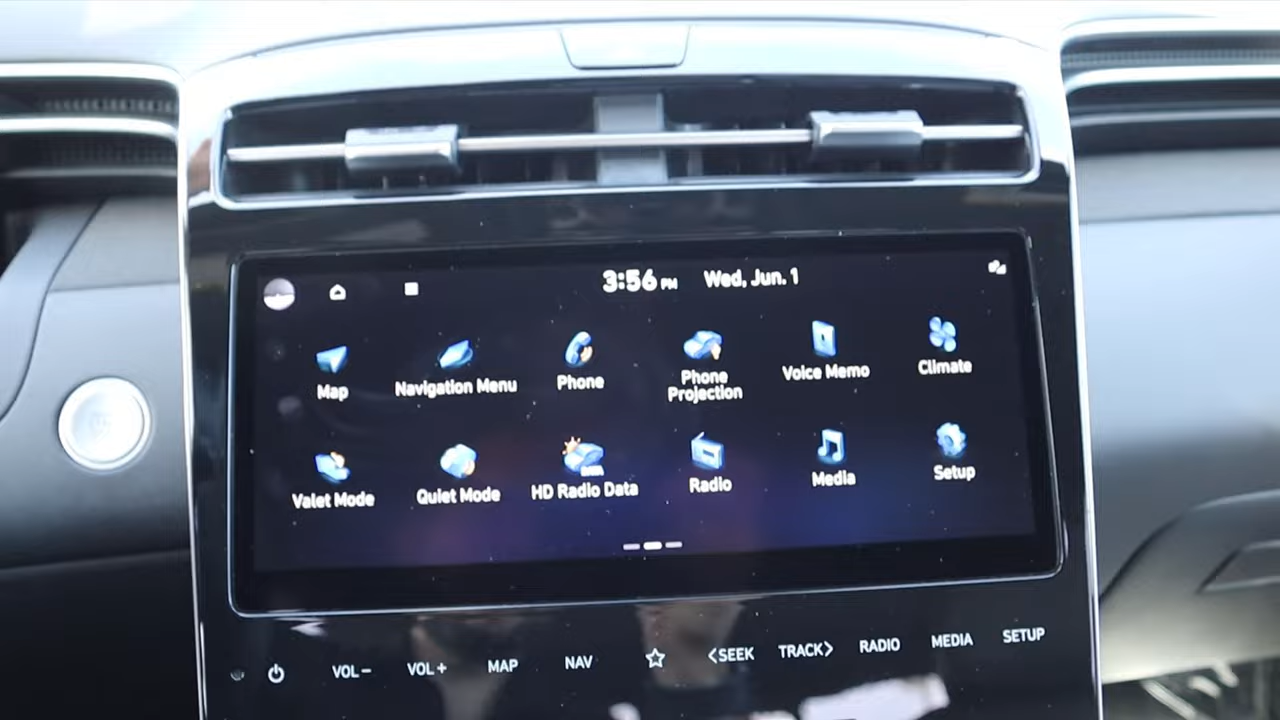 3:56 PM Wed, Jun. 1
Map
Navigation Menu
Phone
Phone
Projection
Voice Memo
Climate
Valet Mode
Quiet Mode
HD Radio Data
Radio
Media
Setup
VOL− VOL+ MAP NAV <SEEK TRACK> RADIO MEDIA SETUP